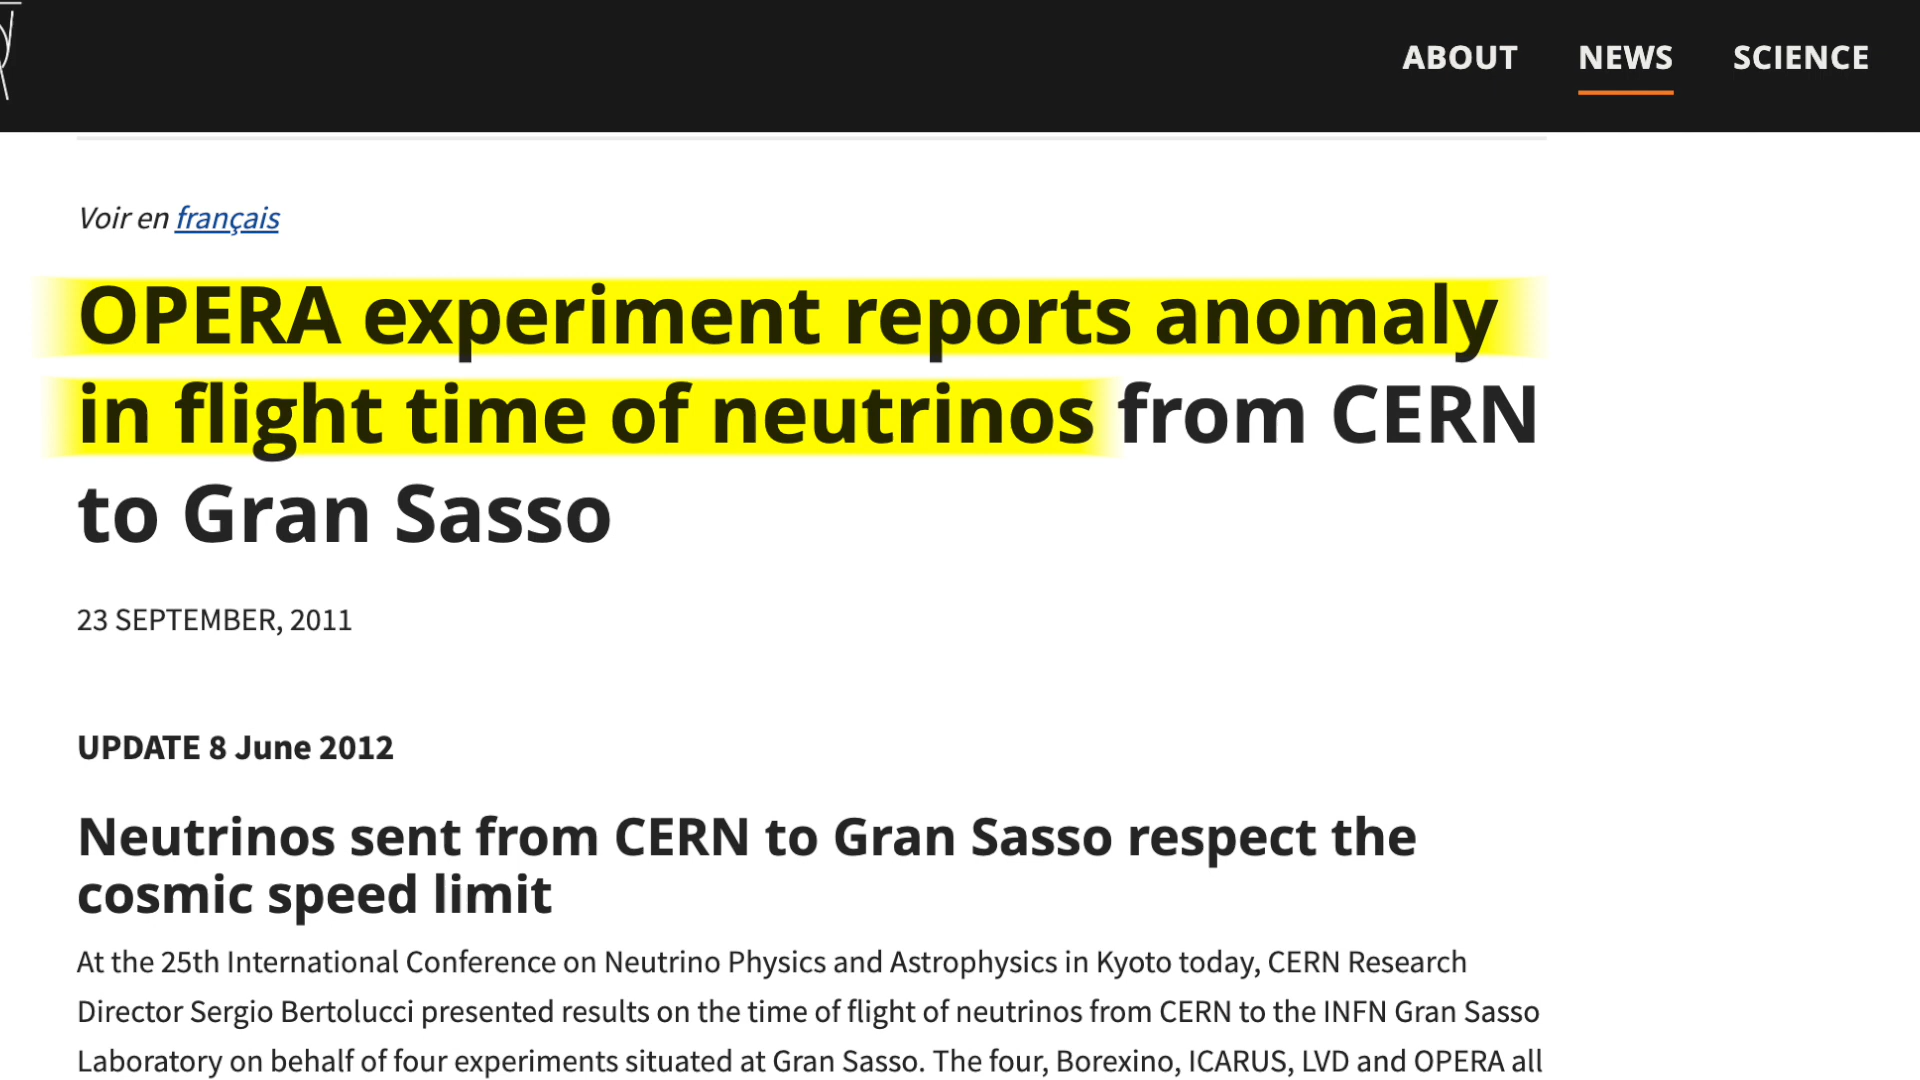 ABOUT NEWS SCIENCE
Voir en français
OPERA experiment reports anomaly
in flight time of neutrinos from CERN
to Gran Sasso
23 SEPTEMBER, 2011
UPDATE 8 June 2012
Neutrinos sent from CERN to Gran Sasso respect the
cosmic speed limit
At the 25th International Conference on Neutrino Physics and Astrophysics in Kyoto today, CERN Research
Director Sergio Bertolucci presented results on the time of flight of neutrinos from CERN to the INFN Gran Sasso
Laboratory on behalf of four experiments situated at Gran Sasso. The four, Borexino, ICARUS, LVD and OPERA all